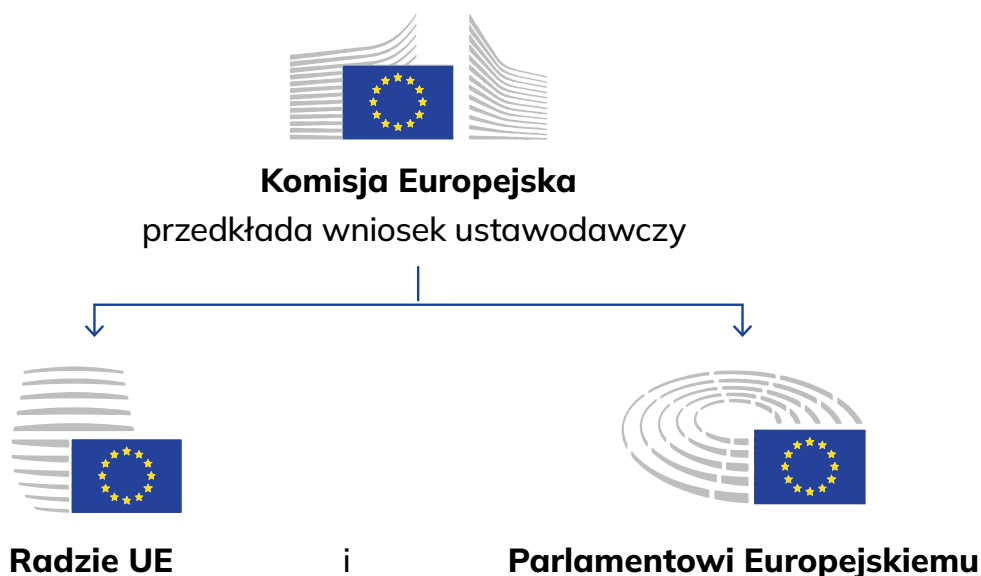 Komisja Europejska
przedkłada wniosek ustawodawczy
Radzie UE i Parlamentowi Europejskiemu